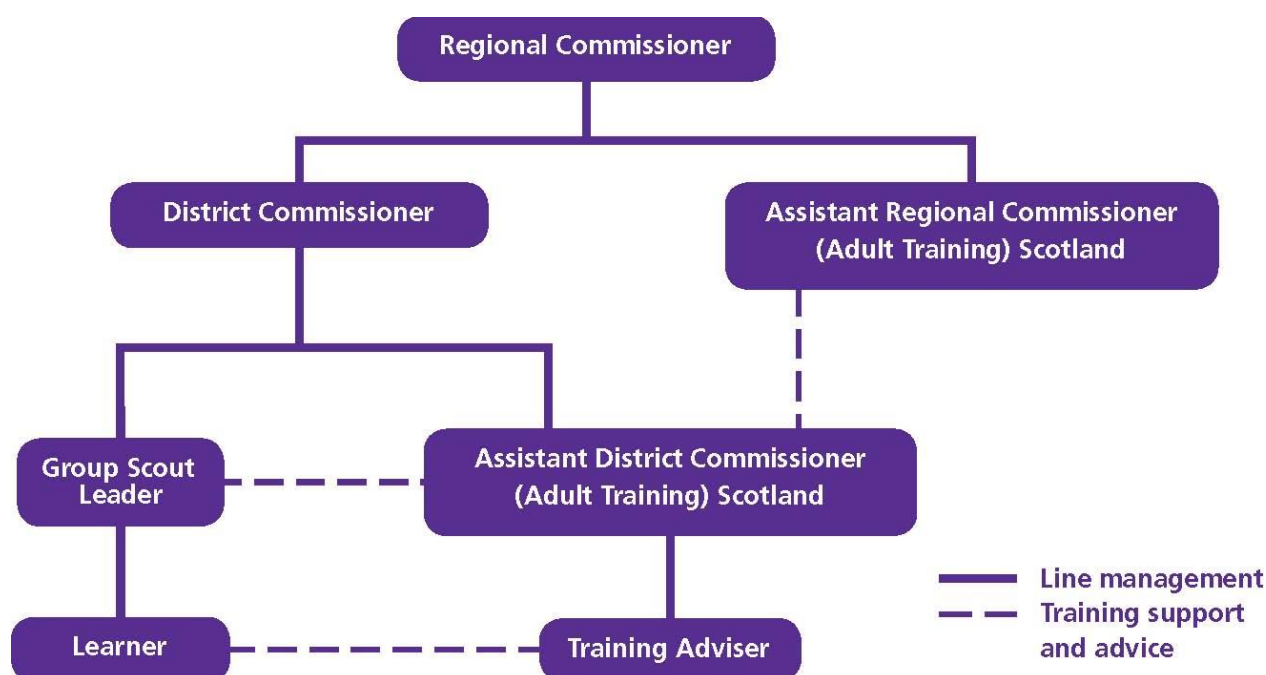 Regional Commissioner
District Commissioner
Assistant Regional Commissioner
(Adult Training) Scotland
Group Scout
Leader
Assistant District Commissioner
(Adult Training) Scotland
Learner
Training Adviser
Line management
Training support
and advice